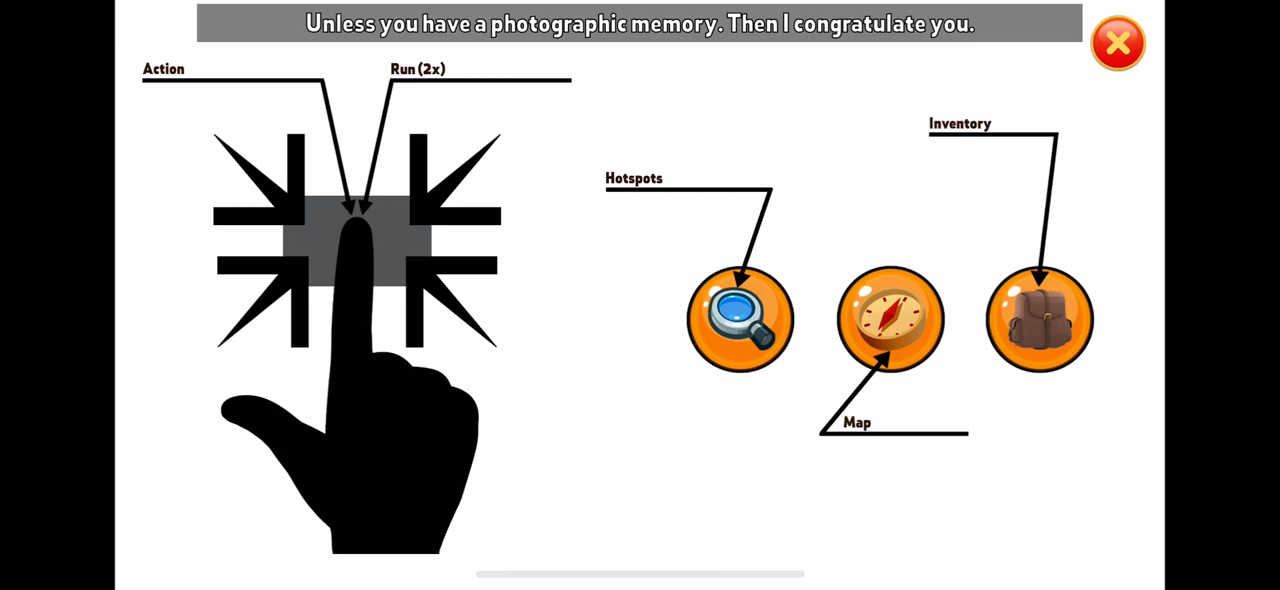 Unless you have a photographic memory. Then I congratulate you.
Action
Run (2x)
Inventory
Hotspots
Map